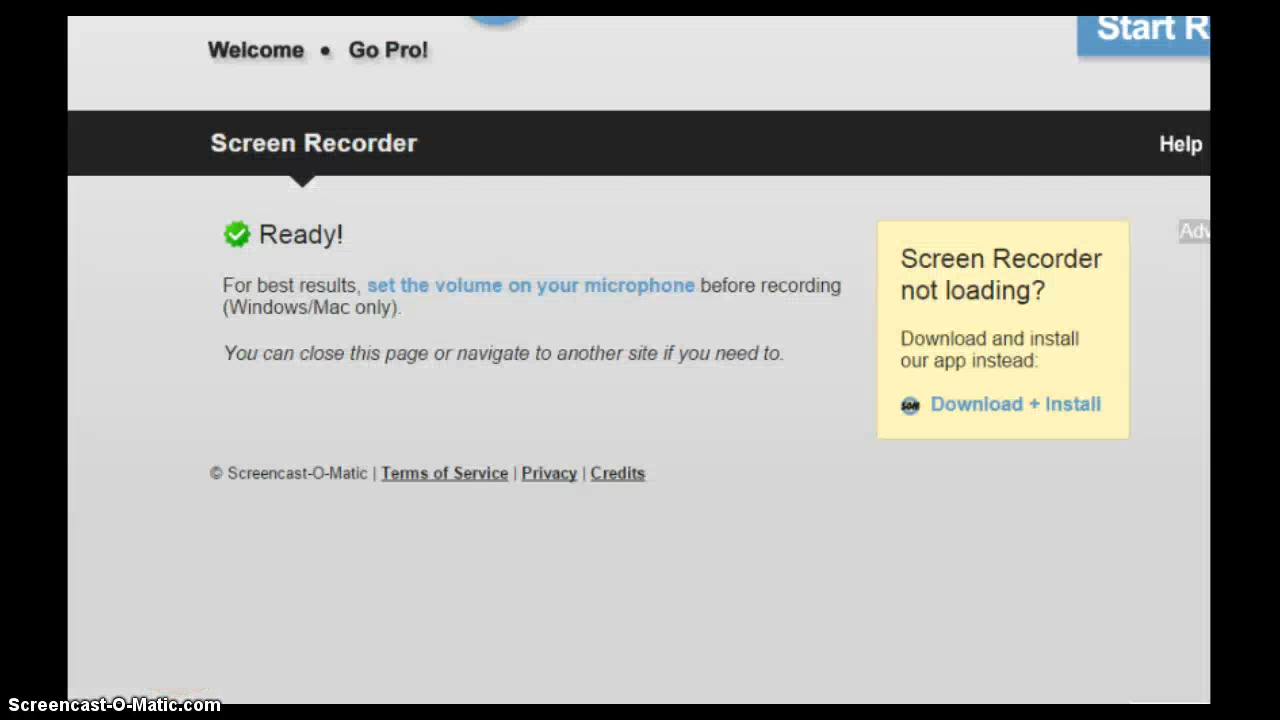 Start R
Welcome • Go Pro!
Screen Recorder
Help
Ready!
For best results, set the volume on your microphone before recording
(Windows/Mac only).
You can close this page or navigate to another site if you need to.
Screen Recorder
not loading?
Download and install
our app instead:
SOM Download + Install
Adv
© Screencast-O-Matic | Terms of Service | Privacy | Credits
Screencast-O-Matic.com